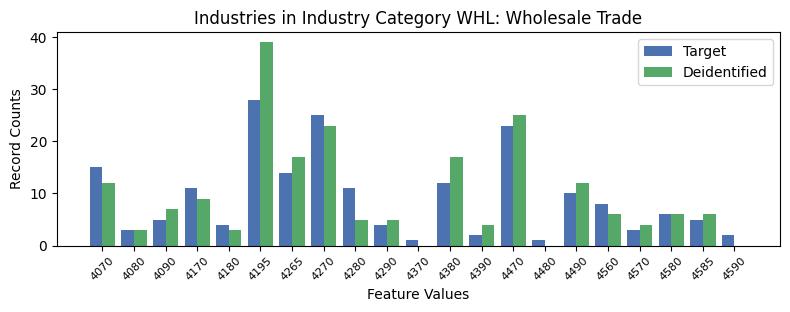 Industries in Industry Category WHL: Wholesale Trade
Target
Deidentified
Record Counts
40
30
20
10
0
4070 4080 4090 4170 4180 4195 4265 4270 4280 4290 4370 4380 4390 4470 4480 4490 4560 4570 4580 4585 4590
Feature Values